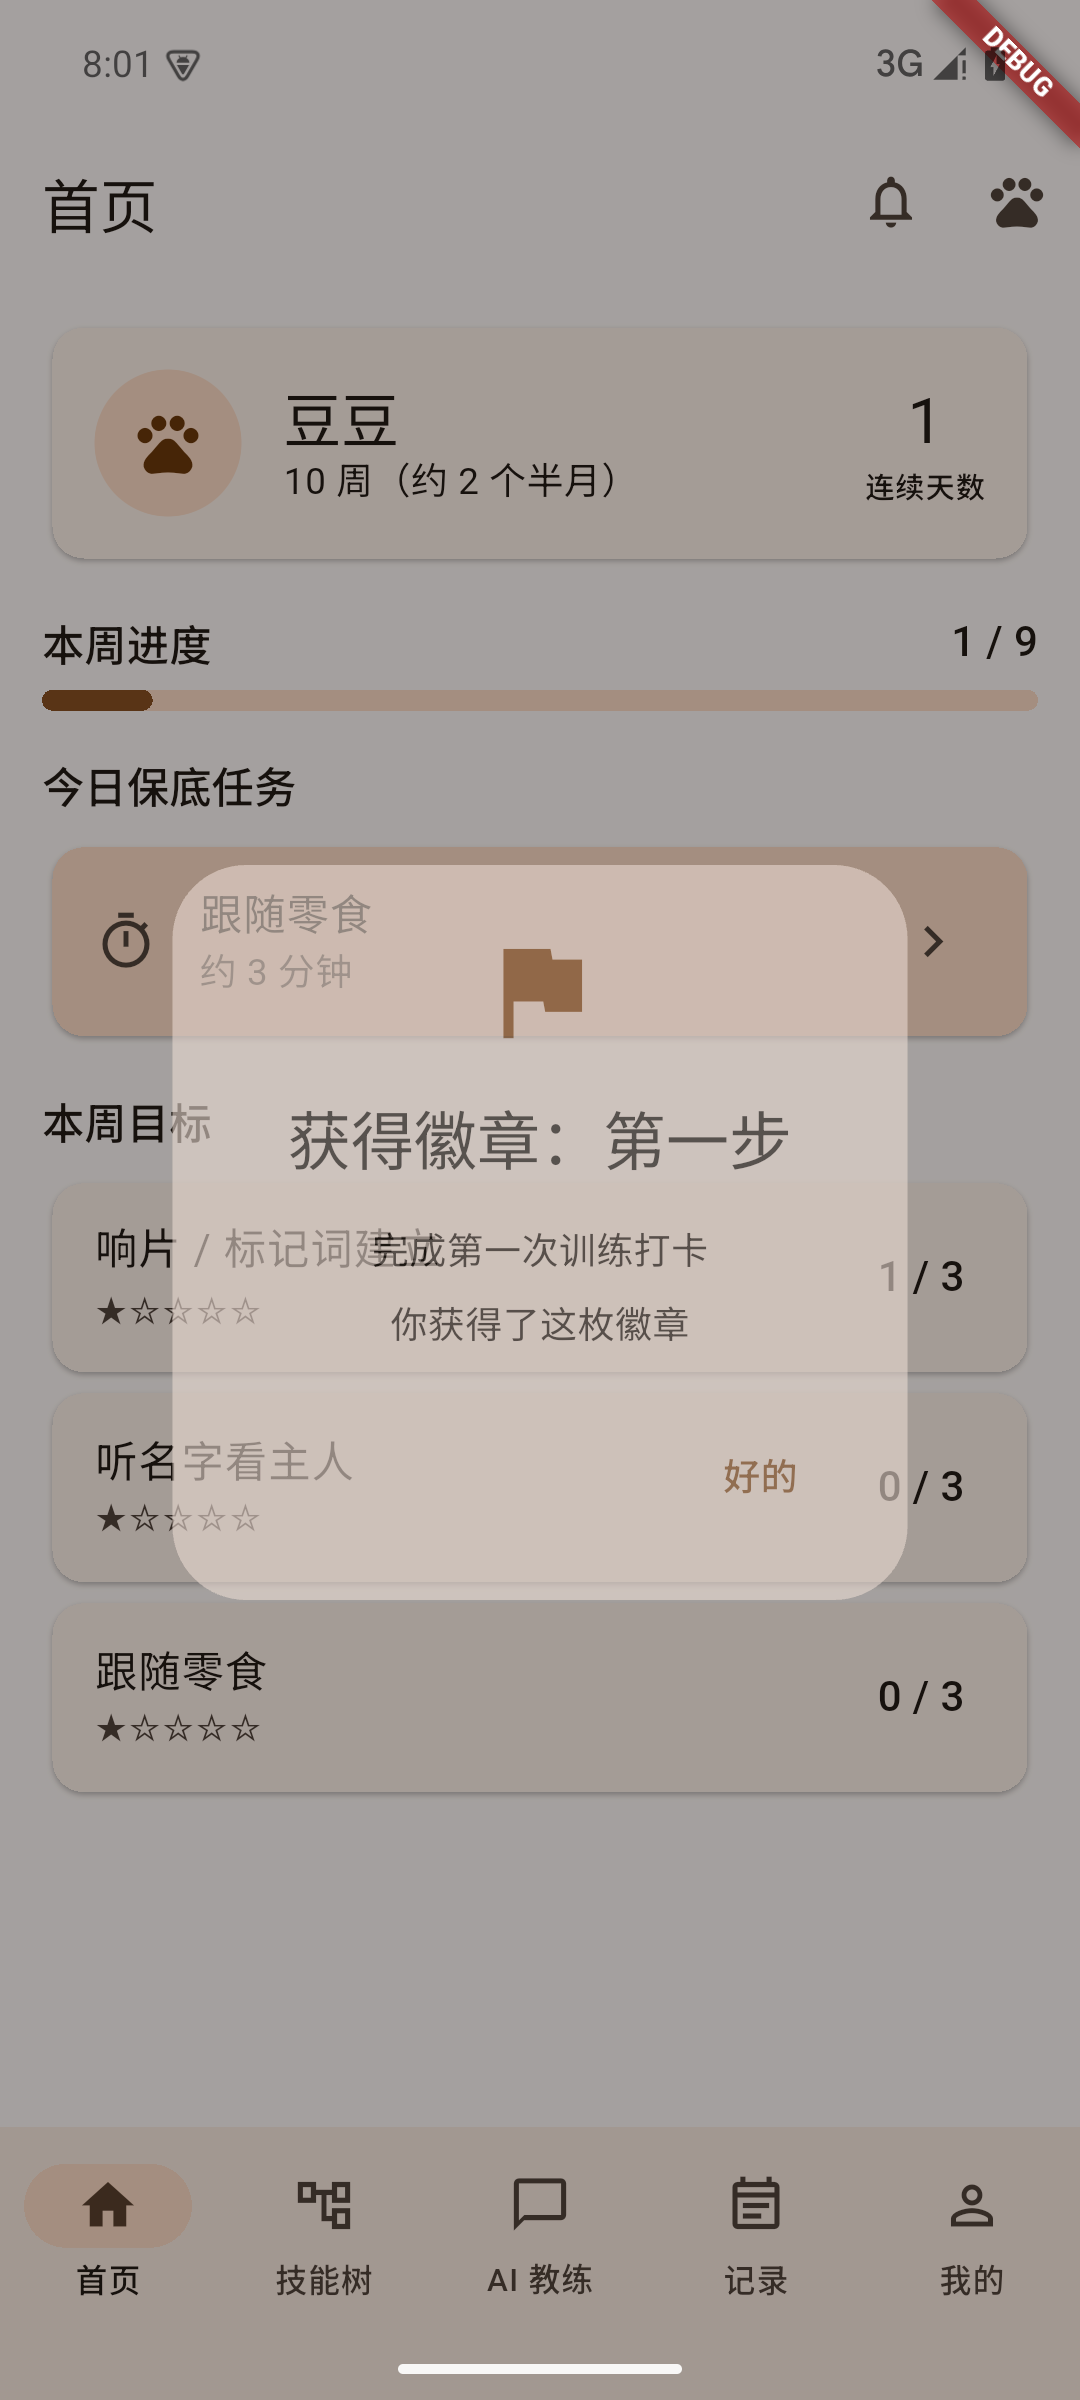 8:01
3G
DEBUG
首页
豆豆
10 周（约 2 个半月）
1
连续天数
本周进度
1 / 9
今日保底任务
跟随零食
约 3 分钟
本周目标
获得徽章：第一步
响片 / 标记词建立
★☆☆☆☆
1 / 3
完成第一次训练打卡
你获得了这枚徽章
听名字看主人
★☆☆☆☆
0 / 3
好的
跟随零食
★☆☆☆☆
0 / 3
首页
技能树
AI 教练
记录
我的